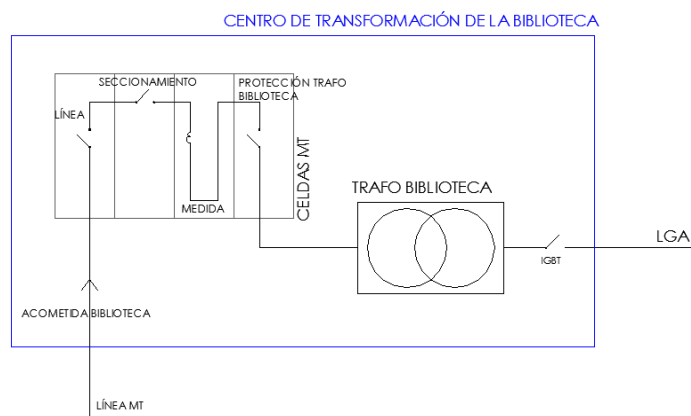 CENTRO DE TRANSFORMACIÓN DE LA BIBLIOTECA
SECCIONAMIENTO
PROTECCIÓN TRAFO
BIBLIOTECA
LÍNEA
CELDAS MT
MEDIDA
TRAFO BIBLIOTECA
LGA
IGBT
ACOMETIDA BIBLIOTECA
LÍNEA MT